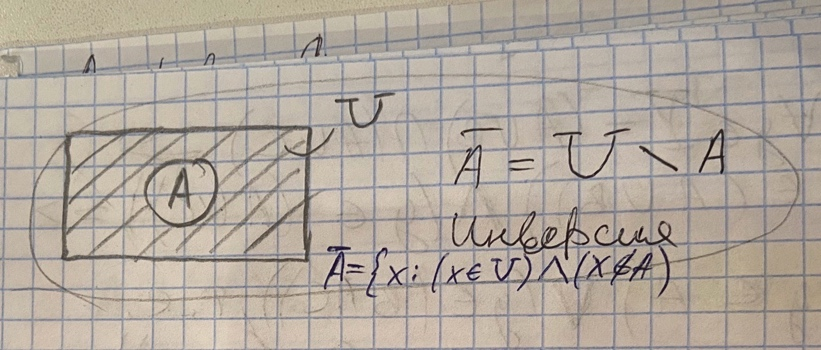 U
A
Ā = U \ A
Инверсия
Ā={x: (x∈U)∧(x∉A)